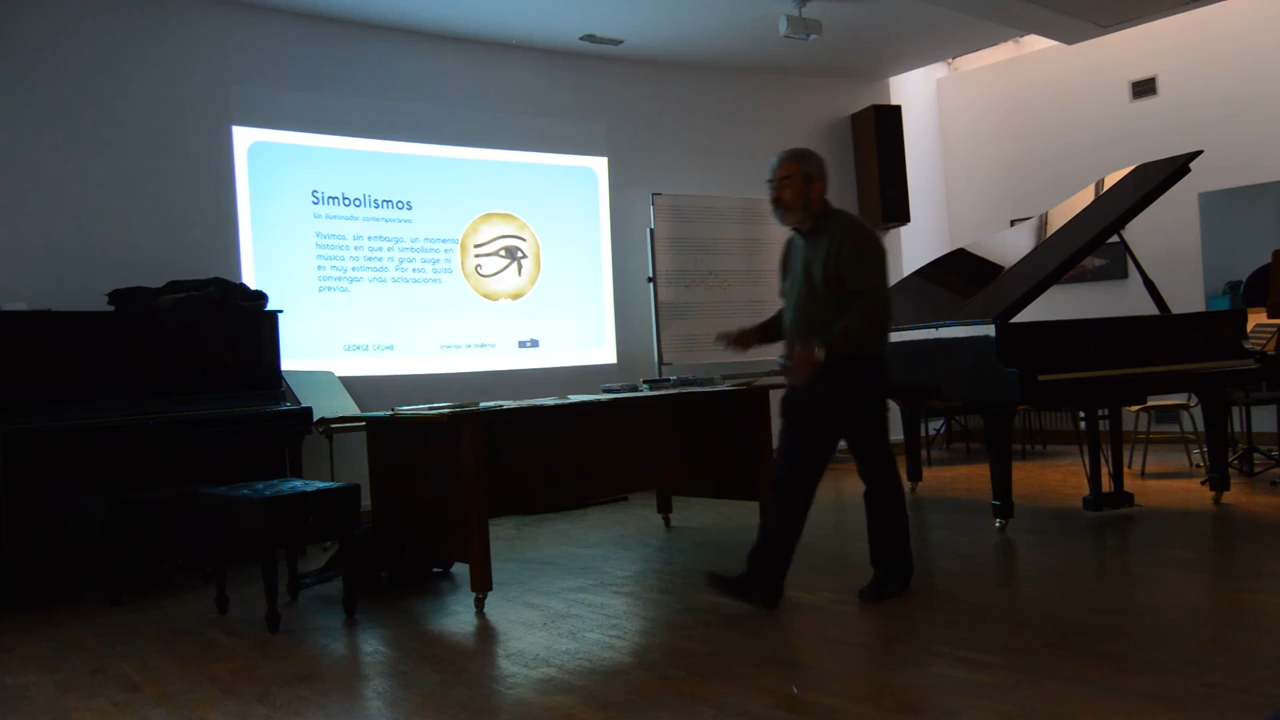 Simbolismos
Un iluminador contemporáneo
Vivimos, sin embargo, un momento
histórico en que el simbolismo en
música no tiene ni gran auge ni
es muy estimado. Por eso, quizá
convengan unas aclaraciones
previas.
GEORGE CRUMB